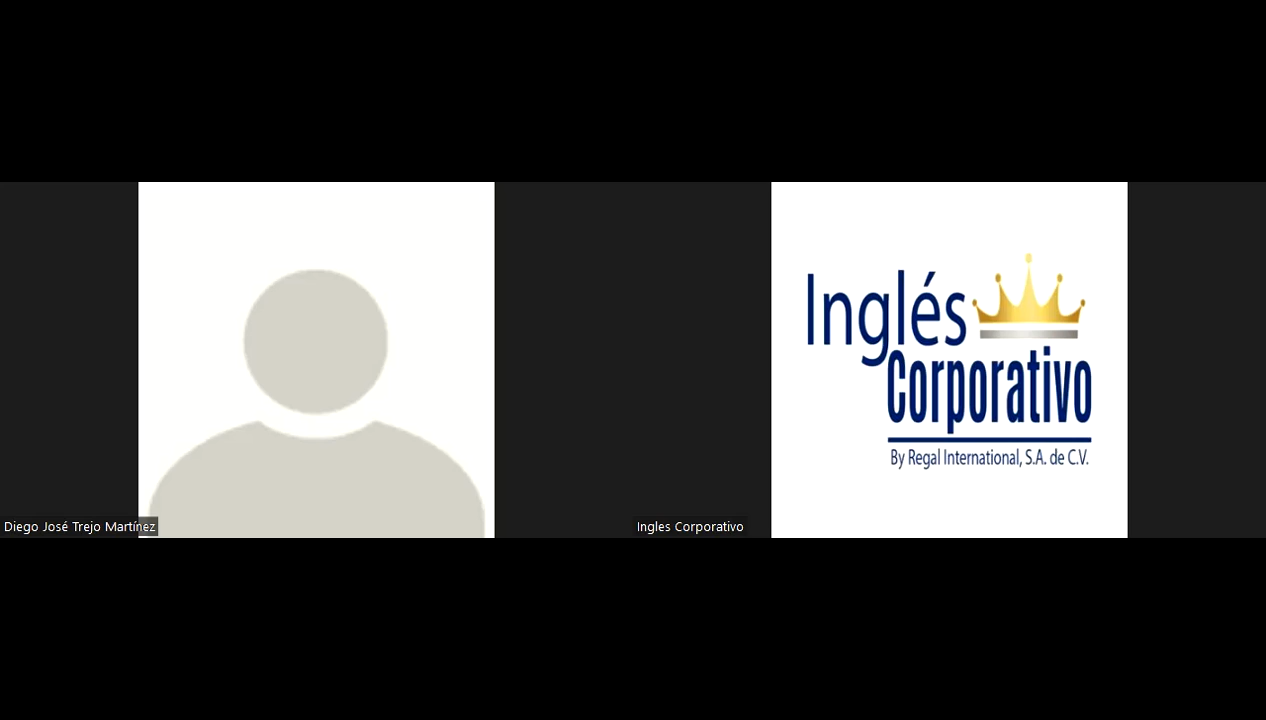 Inglés
Corporativo
By Regal International, S.A. de C.V.
Diego José Trejo Martínez
Ingles Corporativo